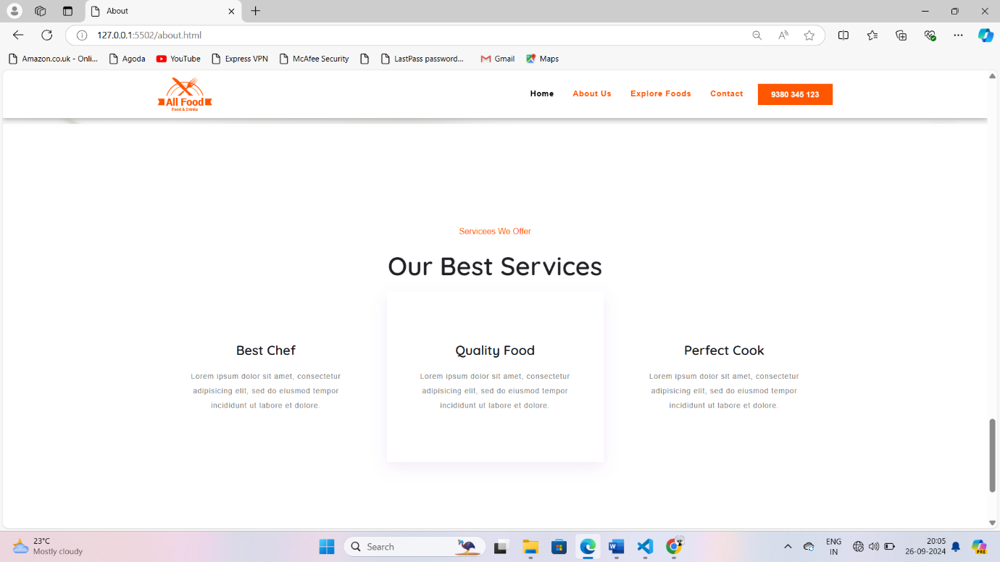 About
127.0.0.1:5502/about.html
Amazon.co.uk - Onli... Agoda YouTube Express VPN McAfee Security LastPass password... Gmail Maps
All Food
Food & Drinks
Home About Us Explore Foods Contact 9380 345 123
Servicees We Offer
Our Best Services
Best Chef
Lorem ipsum dolor sit amet, consectetur
adipisicing elit, sed do eiusmod tempor
incididunt ut labore et dolore.
Quality Food
Lorem ipsum dolor sit amet, consectetur
adipisicing elit, sed do eiusmod tempor
incididunt ut labore et dolore.
Perfect Cook
Lorem ipsum dolor sit amet, consectetur
adipisicing elit, sed do eiusmod tempor
incididunt ut labore et dolore.
23°C
Mostly cloudy
Search
ENG
IN
20:05
26-09-2024
PRE